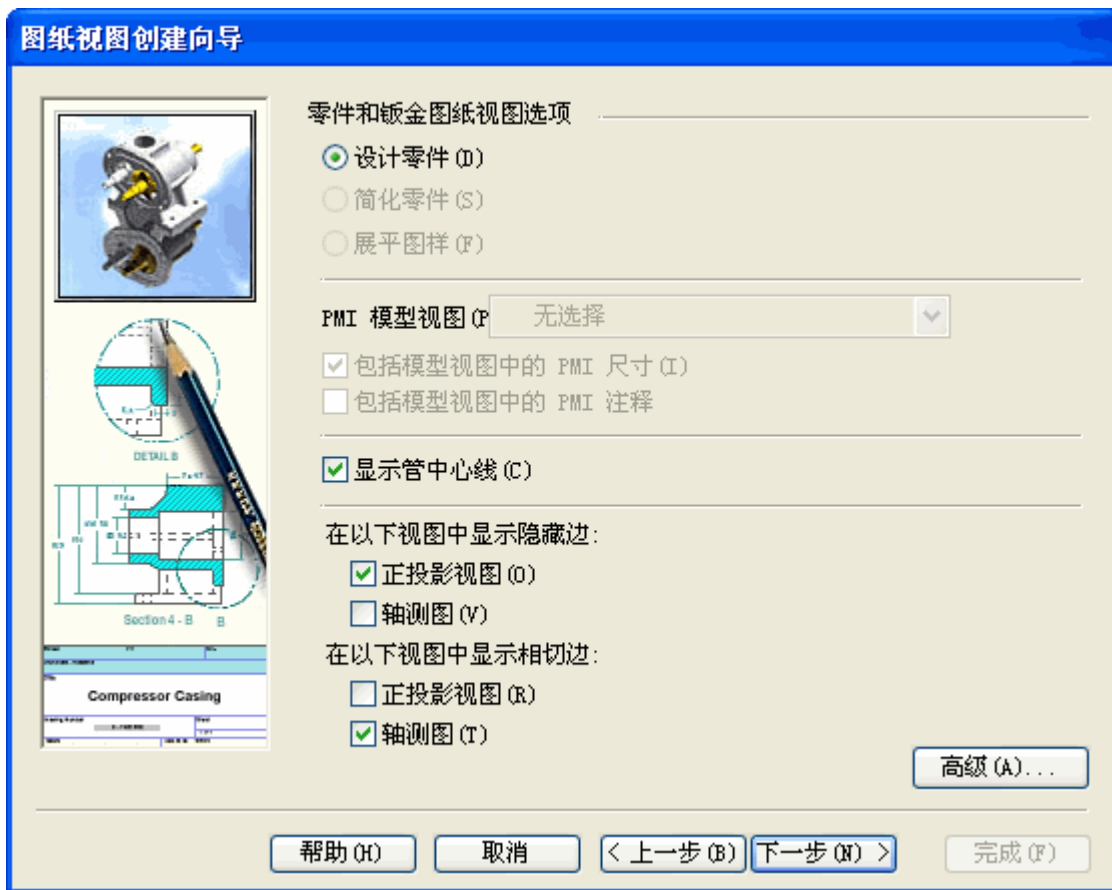 图纸视图创建向导
零件和钣金图纸视图选项
设计零件(D)
简化零件(S)
展平图样(F)
PMI 模型视图(P
无选择
包括模型视图中的 PMI 尺寸(I)
包括模型视图中的 PMI 注释
显示管中心线(C)
在以下视图中显示隐藏边:
正投影视图(O)
轴测图(V)
在以下视图中显示相切边:
正投影视图(R)
轴测图(T)
DETAIL B
Section 4 - B
B
Compressor Casing
高级(A)...
帮助(H)
取消
< 上一步(B)
下一步(N) >
完成(F)